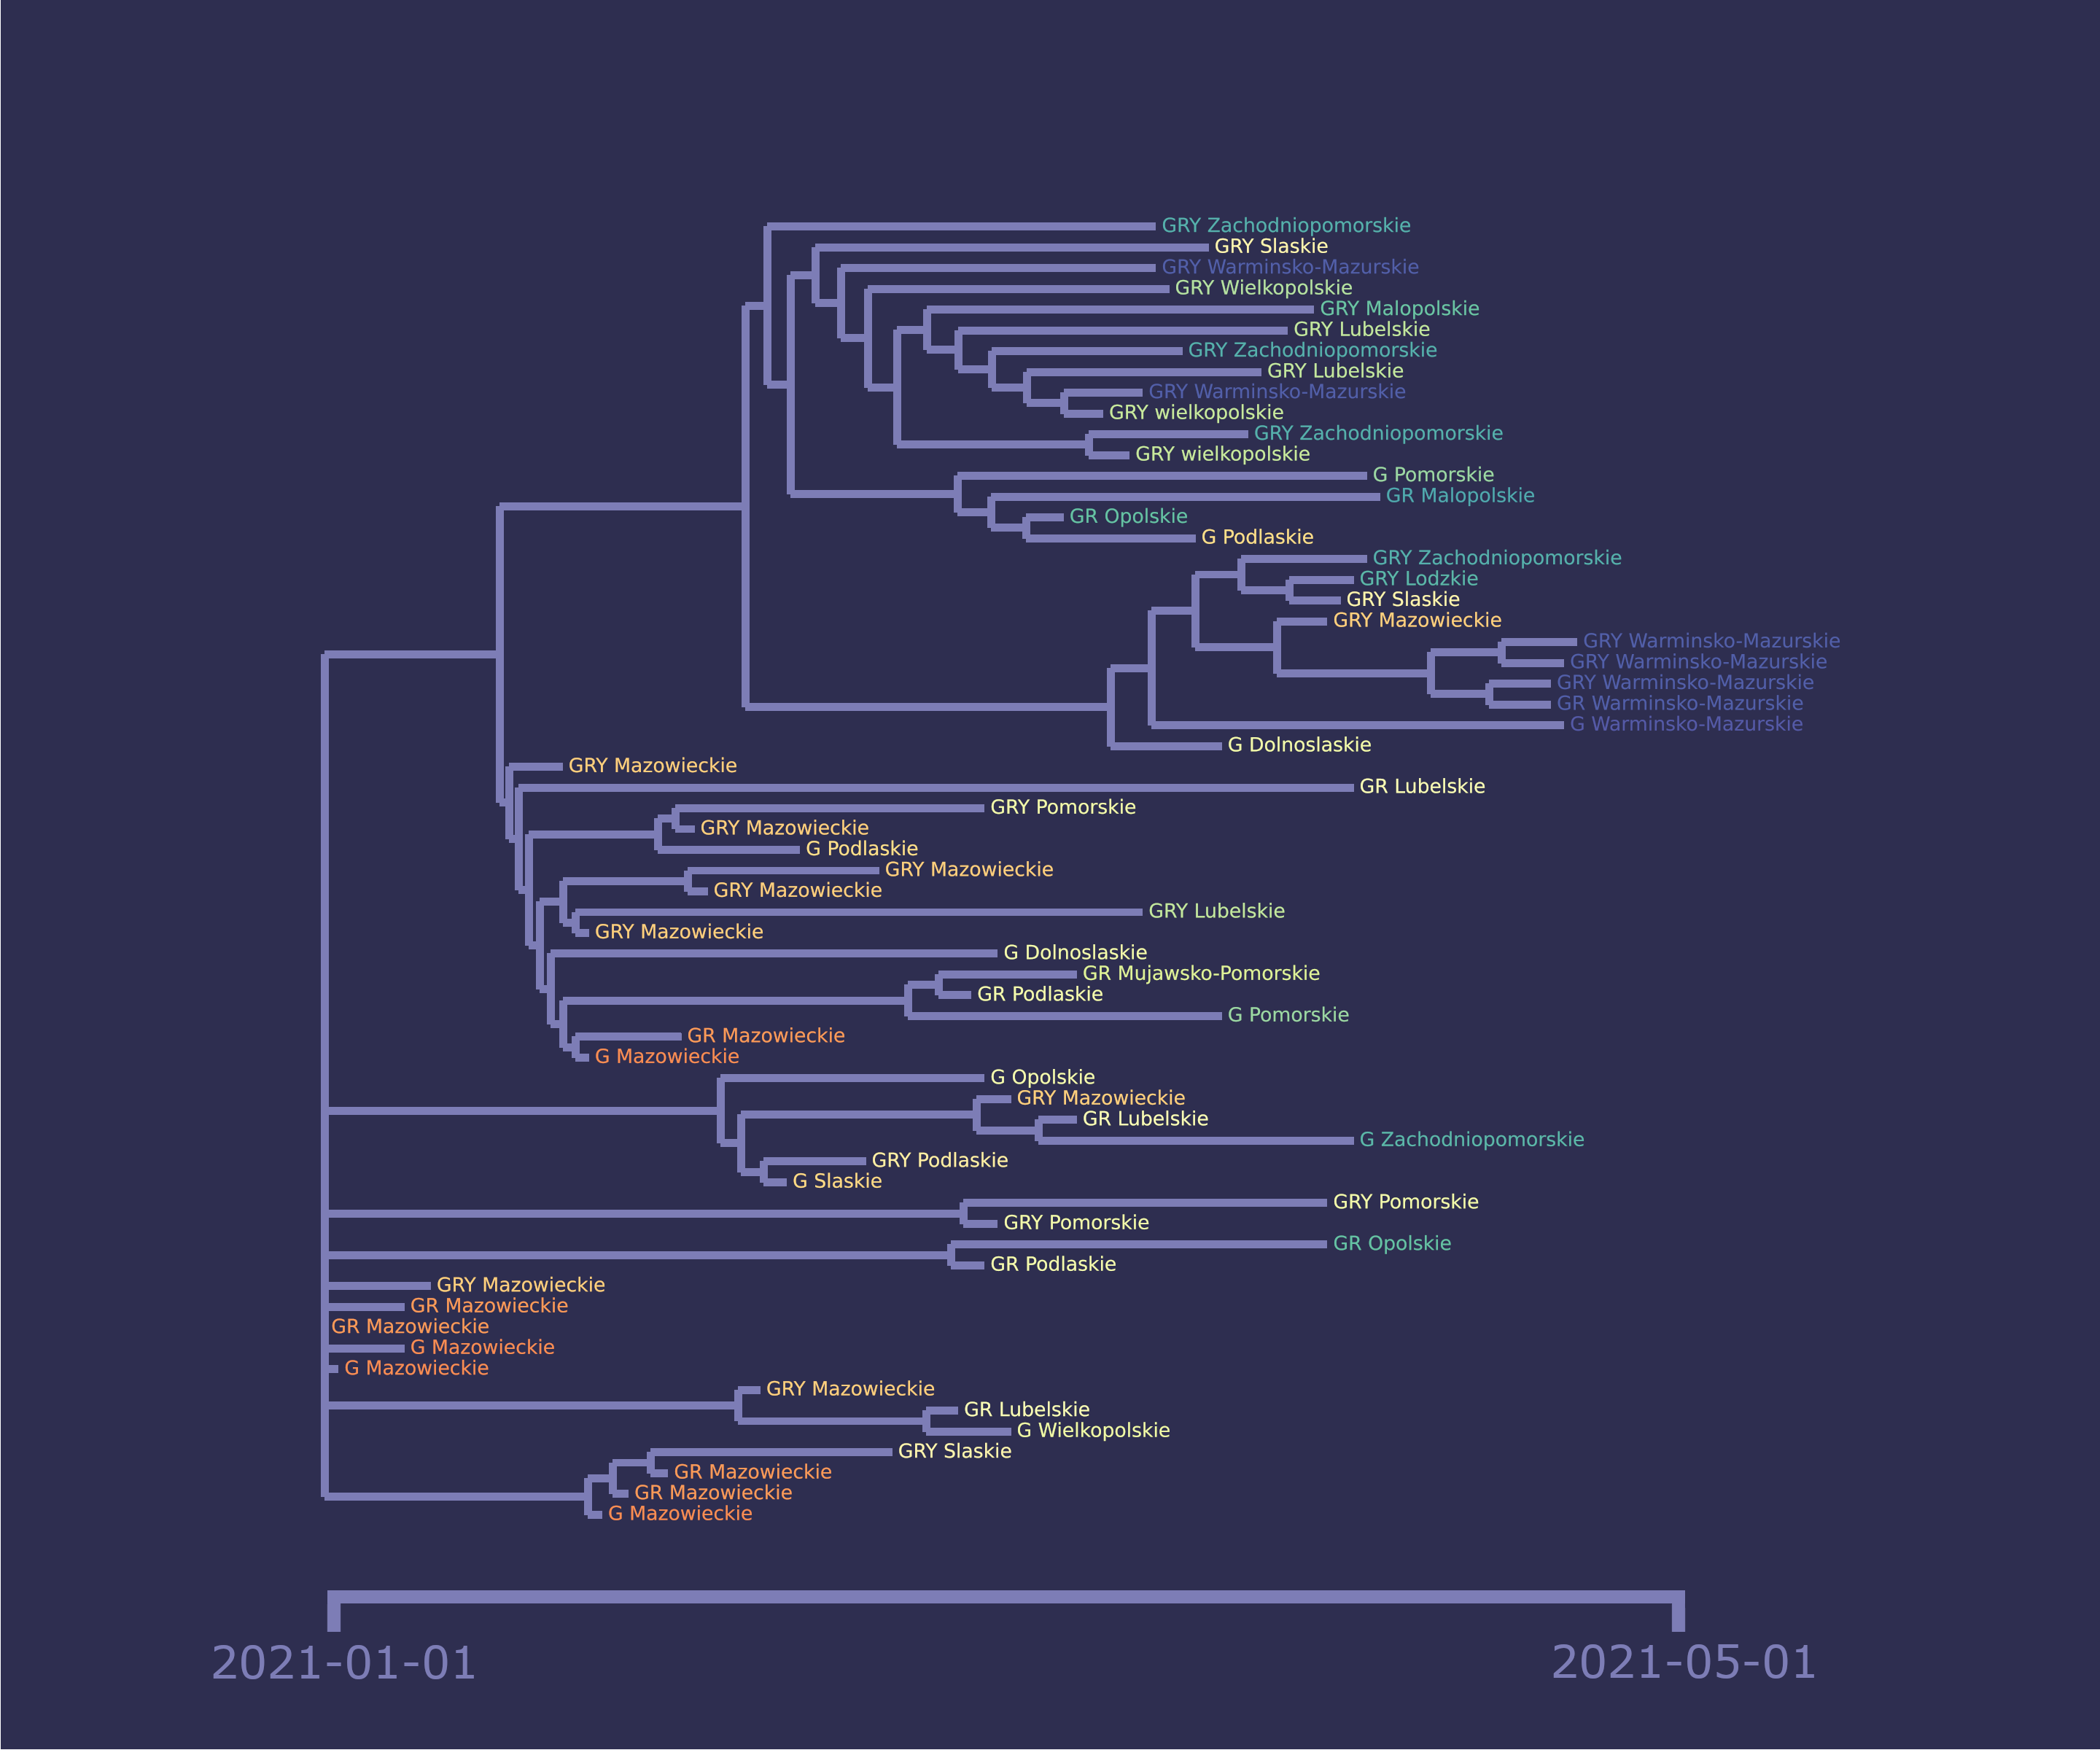 GRY Zachodniopomorskie
GRY Slaskie
GRY Warminsko-Mazurskie
GRY Wielkopolskie
GRY Malopolskie
GRY Lubelskie
GRY Zachodniopomorskie
GRY Lubelskie
GRY Warminsko-Mazurskie
GRY wielkopolskie
GRY Zachodniopomorskie
GRY wielkopolskie
G Pomorskie
GR Malopolskie
GR Opolskie
G Podlaskie
GRY Zachodniopomorskie
GRY Lodzkie
GRY Slaskie
GRY Mazowieckie
GRY Warminsko-Mazurskie
GRY Warminsko-Mazurskie
GRY Warminsko-Mazurskie
GR Warminsko-Mazurskie
G Warminsko-Mazurskie
G Dolnoslaskie
GRY Mazowieckie
GR Lubelskie
GRY Pomorskie
GRY Mazowieckie
G Podlaskie
GRY Mazowieckie
GRY Mazowieckie
GRY Lubelskie
GRY Mazowieckie
G Dolnoslaskie
GR Mujawsko-Pomorskie
GR Podlaskie
G Pomorskie
GR Mazowieckie
G Mazowieckie
G Opolskie
GRY Mazowieckie
GR Lubelskie
G Zachodniopomorskie
GRY Podlaskie
G Slaskie
GRY Pomorskie
GRY Pomorskie
GR Opolskie
GR Podlaskie
GRY Mazowieckie
GR Mazowieckie
GR Mazowieckie
G Mazowieckie
G Mazowieckie
GRY Mazowieckie
GR Lubelskie
G Wielkopolskie
GRY Slaskie
GR Mazowieckie
GR Mazowieckie
G Mazowieckie
2021-01-01
2021-05-01